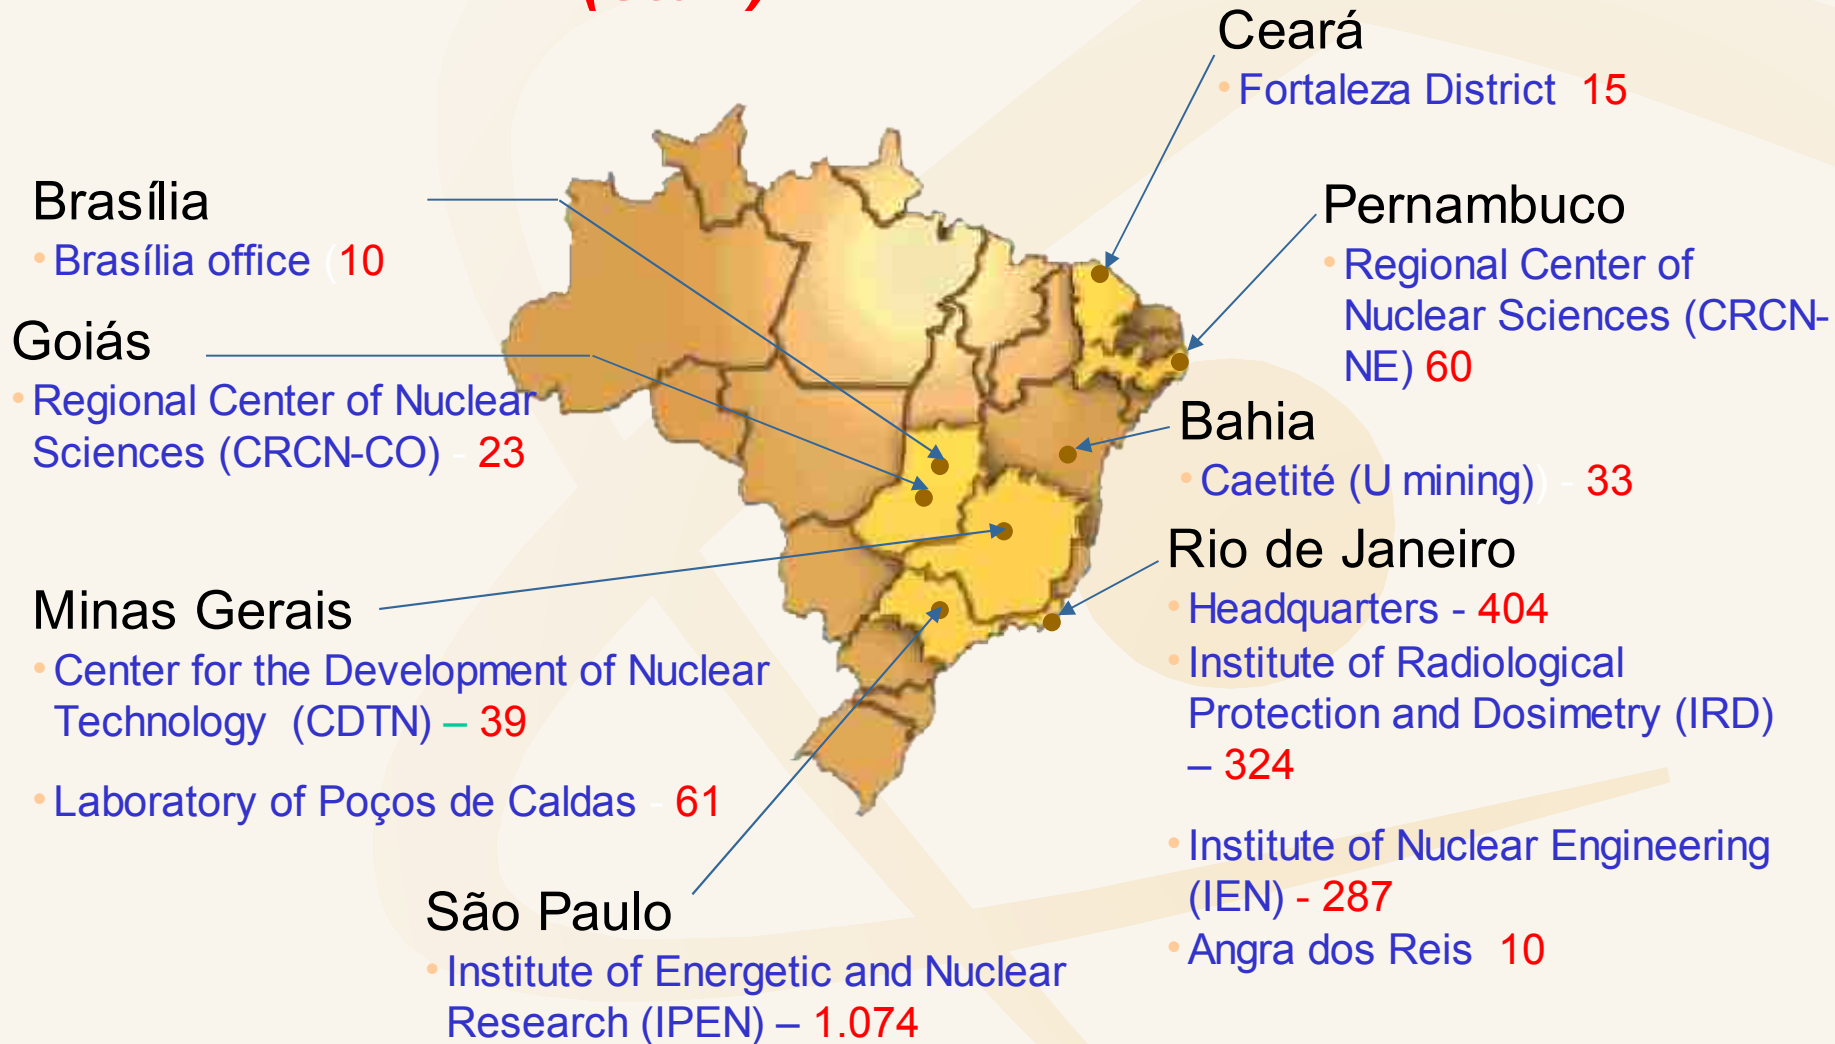 Ceará
• Fortaleza District 15
Brasília
• Brasília office (10
Pernambuco
• Regional Center of
Nuclear Sciences (CRCN-
NE) 60
Goiás
• Regional Center of Nuclear
Sciences (CRCN-CO) - 23
Bahia
• Caetité (U mining)) - 33
Rio de Janeiro
• Headquarters - 404
• Institute of Radiological
Protection and Dosimetry (IRD)
– 324
• Institute of Nuclear Engineering
(IEN) - 287
• Angra dos Reis 10
Minas Gerais
• Center for the Development of Nuclear
Technology (CDTN) – 39
• Laboratory of Poços de Caldas - 61
São Paulo
• Institute of Energetic and Nuclear
Research (IPEN) – 1.074